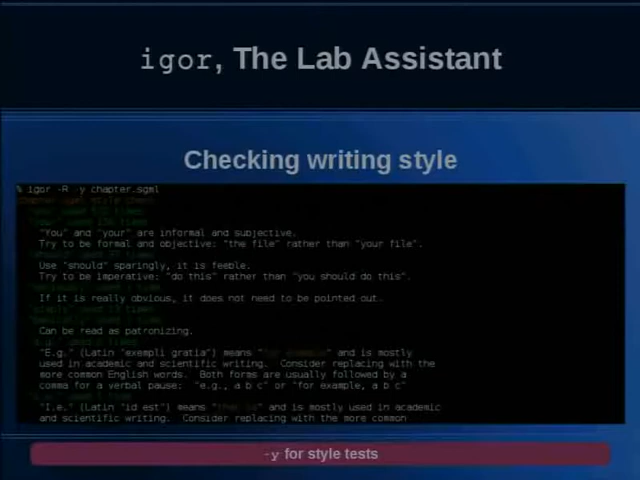 igor, The Lab Assistant
Checking writing style
% igor -R -y chapter.sgml
chapter.sgml style check
"You" and "your" are informal and subjective.
Try to be formal and objective: "the file" rather than "your file".
Use "should" sparingly, it is feeble.
Try to be imperative: "do this" rather than "you should do this".
If it is really obvious, it does not need to be pointed out.
Can be read as patronizing.
"E.g." (Latin "exempli gratia") means "for example" and is mostly
used in academic and scientific writing.  Consider replacing with the
more common English words.  Both forms are usually followed by a
comma for a verbal pause:  "e.g., a b c" or "for example, a b c"
"I.e." (Latin "id est") means "that is" and is mostly used in academic
and scientific writing.  Consider replacing with the more common
-y for style tests